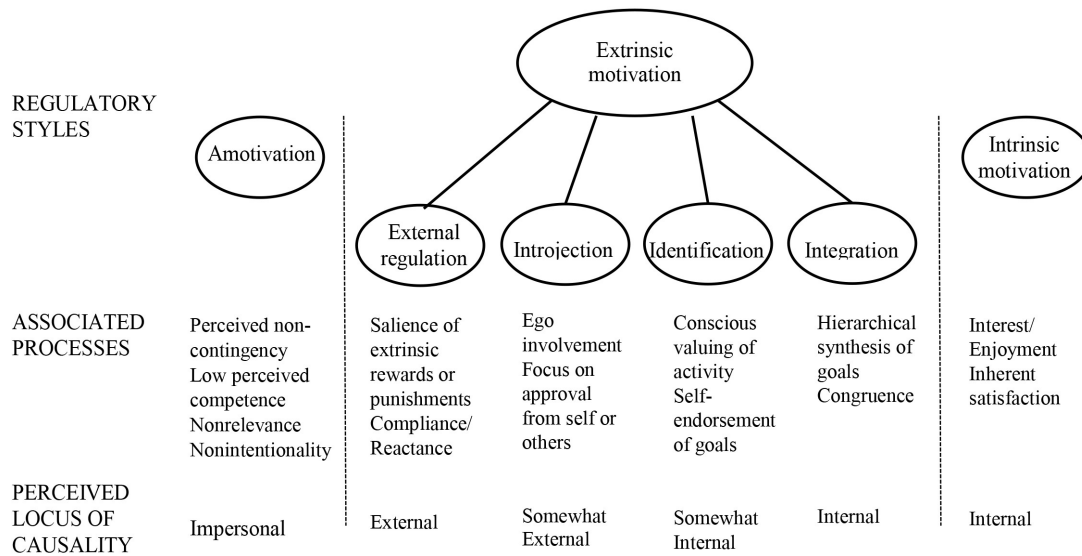 Extrinsic
motivation
REGULATORY
STYLES
Amotivation
Intrinsic
motivation
External
regulation
Introjection
Identification
Integration
ASSOCIATED
PROCESSES
Perceived non-
contingency
Low perceived
competence
Nonrelevance
Nonintentionality
Salience of
extrinsic
rewards or
punishments
Compliance/
Reactance
Ego
involvement
Focus on
approval
from self or
others
Conscious
valuing of
activity
Self-
endorsement
of goals
Hierarchical
synthesis of
goals
Congruence
Interest/
Enjoyment
Inherent
satisfaction
PERCEIVED
LOCUS OF
CAUSALITY
Impersonal
External
Somewhat
External
Somewhat
Internal
Internal
Internal